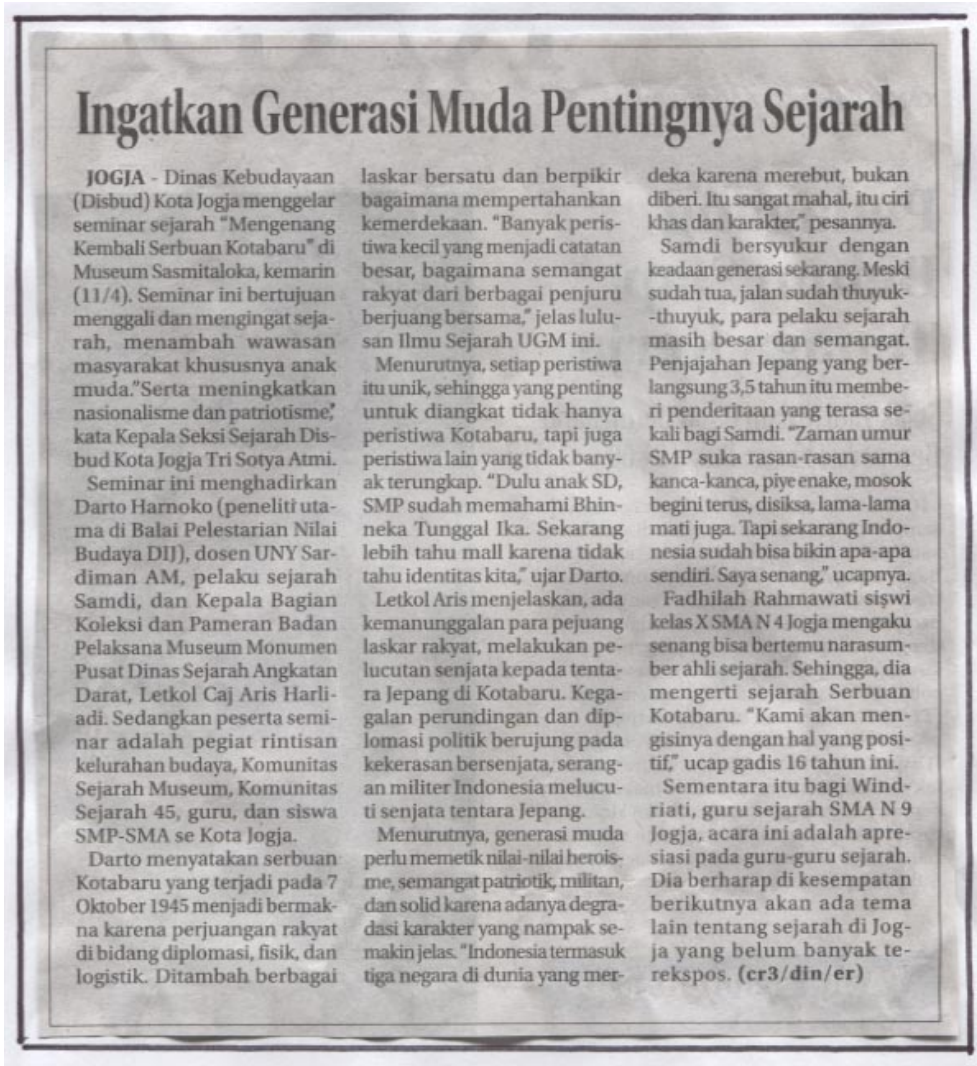 Ingatkan Generasi Muda Pentingnya Sejarah
JOGJA - Dinas Kebudayaan
(Disbud) Kota Jogja menggelar
seminar sejarah "Mengenang
Kembali Serbuan Kotabaru" di
Museum Sasmitaloka, kemarin
(11/4). Seminar ini bertujuan
menggali dan mengingat seja-
rah, menambah wawasan
masyarakat khususnya anak
muda."Serta meningkatkan
nasionalisme dan patriotisme,"
kata Kepala Seksi Sejarah Dis-
bud Kota Jogja Tri Sotya Atmi.
Seminar ini menghadirkan
Darto Harnoko (peneliti uta-
ma di Balai Pelestarian Nilai
Budaya DIJ), dosen UNY Sar-
diman AM, pelaku sejarah
Samdi, dan Kepala Bagian
Koleksi dan Pameran Badan
Pelaksana Museum Monumen
Pusat Dinas Sejarah Angkatan
Darat, Letkol Caj Aris Harli-
adi. Sedangkan peserta semi-
nar adalah pegiat rintisan
kelurahan budaya, Komunitas
Sejarah Museum, Komunitas
Sejarah 45, guru, dan siswa
SMP-SMA se Kota Jogja.
Darto menyatakan serbuan
Kotabaru yang terjadi pada 7
Oktober 1945 menjadi bermak-
na karena perjuangan rakyat
di bidang diplomasi, fisik, dan
logistik. Ditambah berbagai
laskar bersatu dan berpikir
bagaimana mempertahankan
kemerdekaan. "Banyak peris-
tiwa kecil yang menjadi catatan
besar, bagaimana semangat
rakyat dari berbagai penjuru
berjuang bersama," jelas lulu-
san Ilmu Sejarah UGM ini.
Menurutnya, setiap peristiwa
itu unik, sehingga yang penting
untuk diangkat tidak hanya
peristiwa Kotabaru, tapi juga
peristiwa lain yang tidak bany-
ak terungkap. "Dulu anak SD,
SMP sudah memahami Bhin-
neka Tunggal Ika. Sekarang
lebih tahu mall karena tidak
tahu identitas kita," ujar Darto.
Letkol Aris menjelaskan, ada
kemanunggalan para pejuang
laskar rakyat, melakukan pe-
lucutan senjata kepada tenta-
ra Jepang di Kotabaru. Kega-
galan perundingan dan dip-
lomasi politik berujung pada
kekerasan bersenjata, serang-
an militer Indonesia melucu-
ti senjata tentara Jepang.
Menurutnya, generasi muda
perlu memetik nilai-nilai herois-
me, semangat patriotik, militan,
dan solid karena adanya degra-
dasi karakter yang nampak se-
makin jelas. "Indonesia termasuk
tiga negara di dunia yang mer-
deka karena merebut, bukan
diberi. Itu sangat mahal, itu ciri
khas dan karakter," pesannya.
Samdi bersyukur dengan
keadaan generasi sekarang. Meski
sudah tua, jalan sudah thuyuk-
-thuyuk, para pelaku sejarah
masih besar dan semangat.
Penjajahan Jepang yang ber-
langsung 3,5 tahun itu membe-
ri penderitaan yang terasa se-
kali bagi Samdi. "Zaman umur
SMP suka rasan-rasan sama
kanca-kanca, piye enake, mosok
begini terus, disiksa, lama-lama
mati juga. Tapi sekarang Indo-
nesia sudah bisa bikin apa-apa
sendiri. Saya senang," ucapnya.
Fadhilah Rahmawati siswi
kelas X SMA N 4 Jogja mengaku
senang bisa bertemu narasum-
ber ahli sejarah. Sehingga, dia
mengerti sejarah Serbuan
Kotabaru. "Kami akan men-
gisinya dengan hal yang posi-
tif," ucap gadis 16 tahun ini.
Sementara itu bagi Wind-
riati, guru sejarah SMA N 9
Jogja, acara ini adalah apre-
siasi pada guru-guru sejarah.
Dia berharap di kesempatan
berikutnya akan ada tema
lain tentang sejarah di Jog-
ja yang belum banyak te-
rekspos. (cr3/din/er)